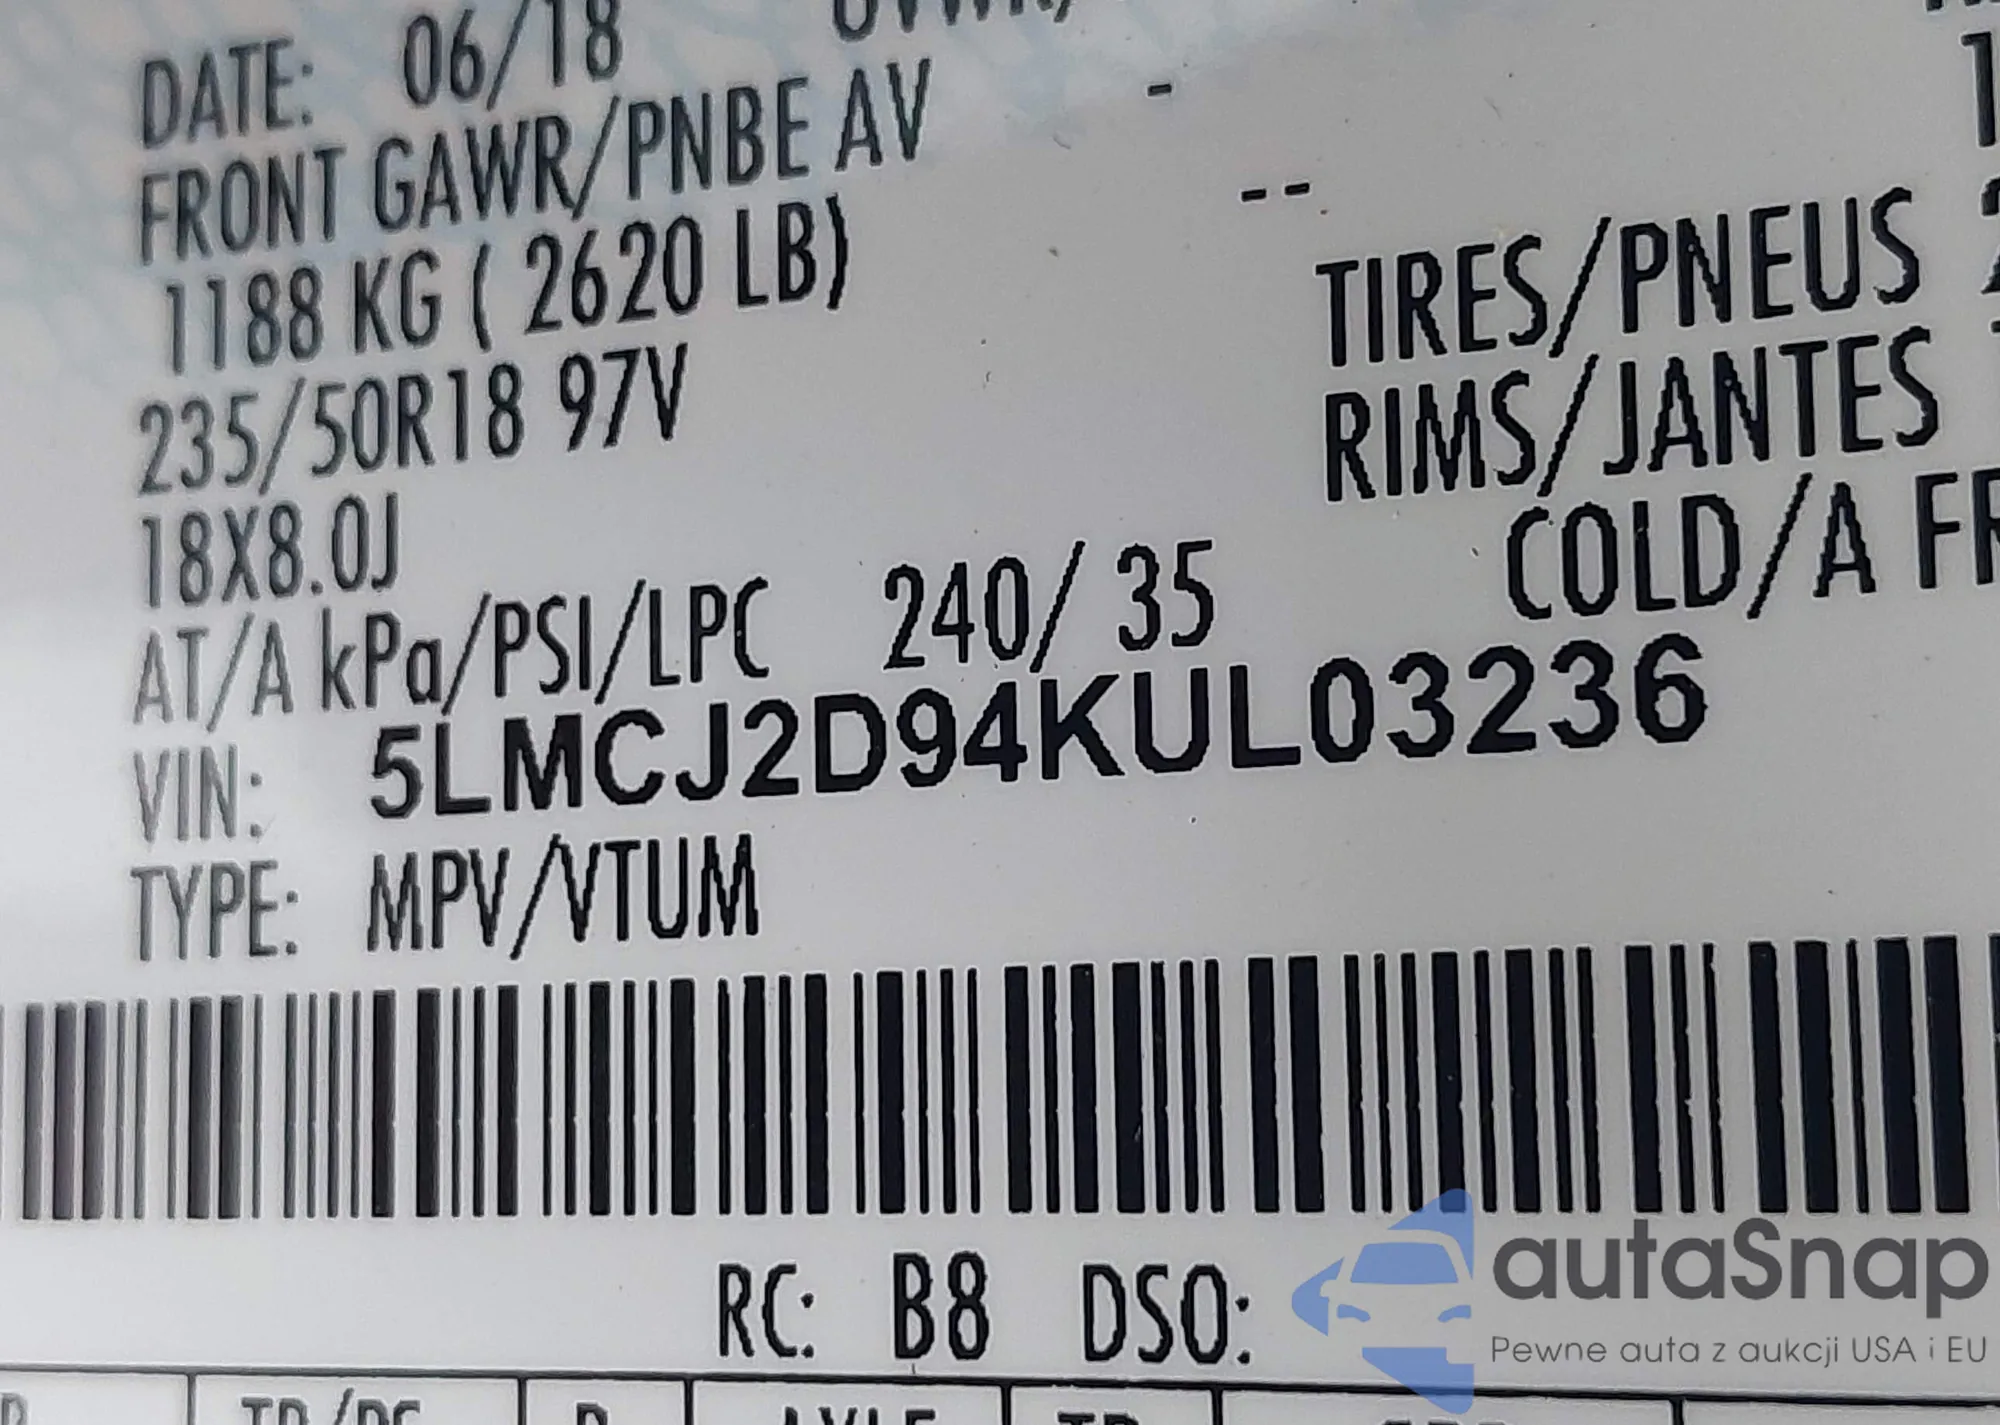 DATE: 06/18
FRONT GAWR/PNBE AV
1188 KG ( 2620 LB)
--
235/50R18 97V
TIRES/PNEUS
18X8.0J
RIMS/JANTES
AT/A kPa/PSI/LPC 240/ 35
COLD/A FR
VIN: 5LMCJ2D94KUL03236
TYPE: MPV/VTUM
RC: B8 DSO:
autaSnap
Pewne auta z aukcji USA i EU